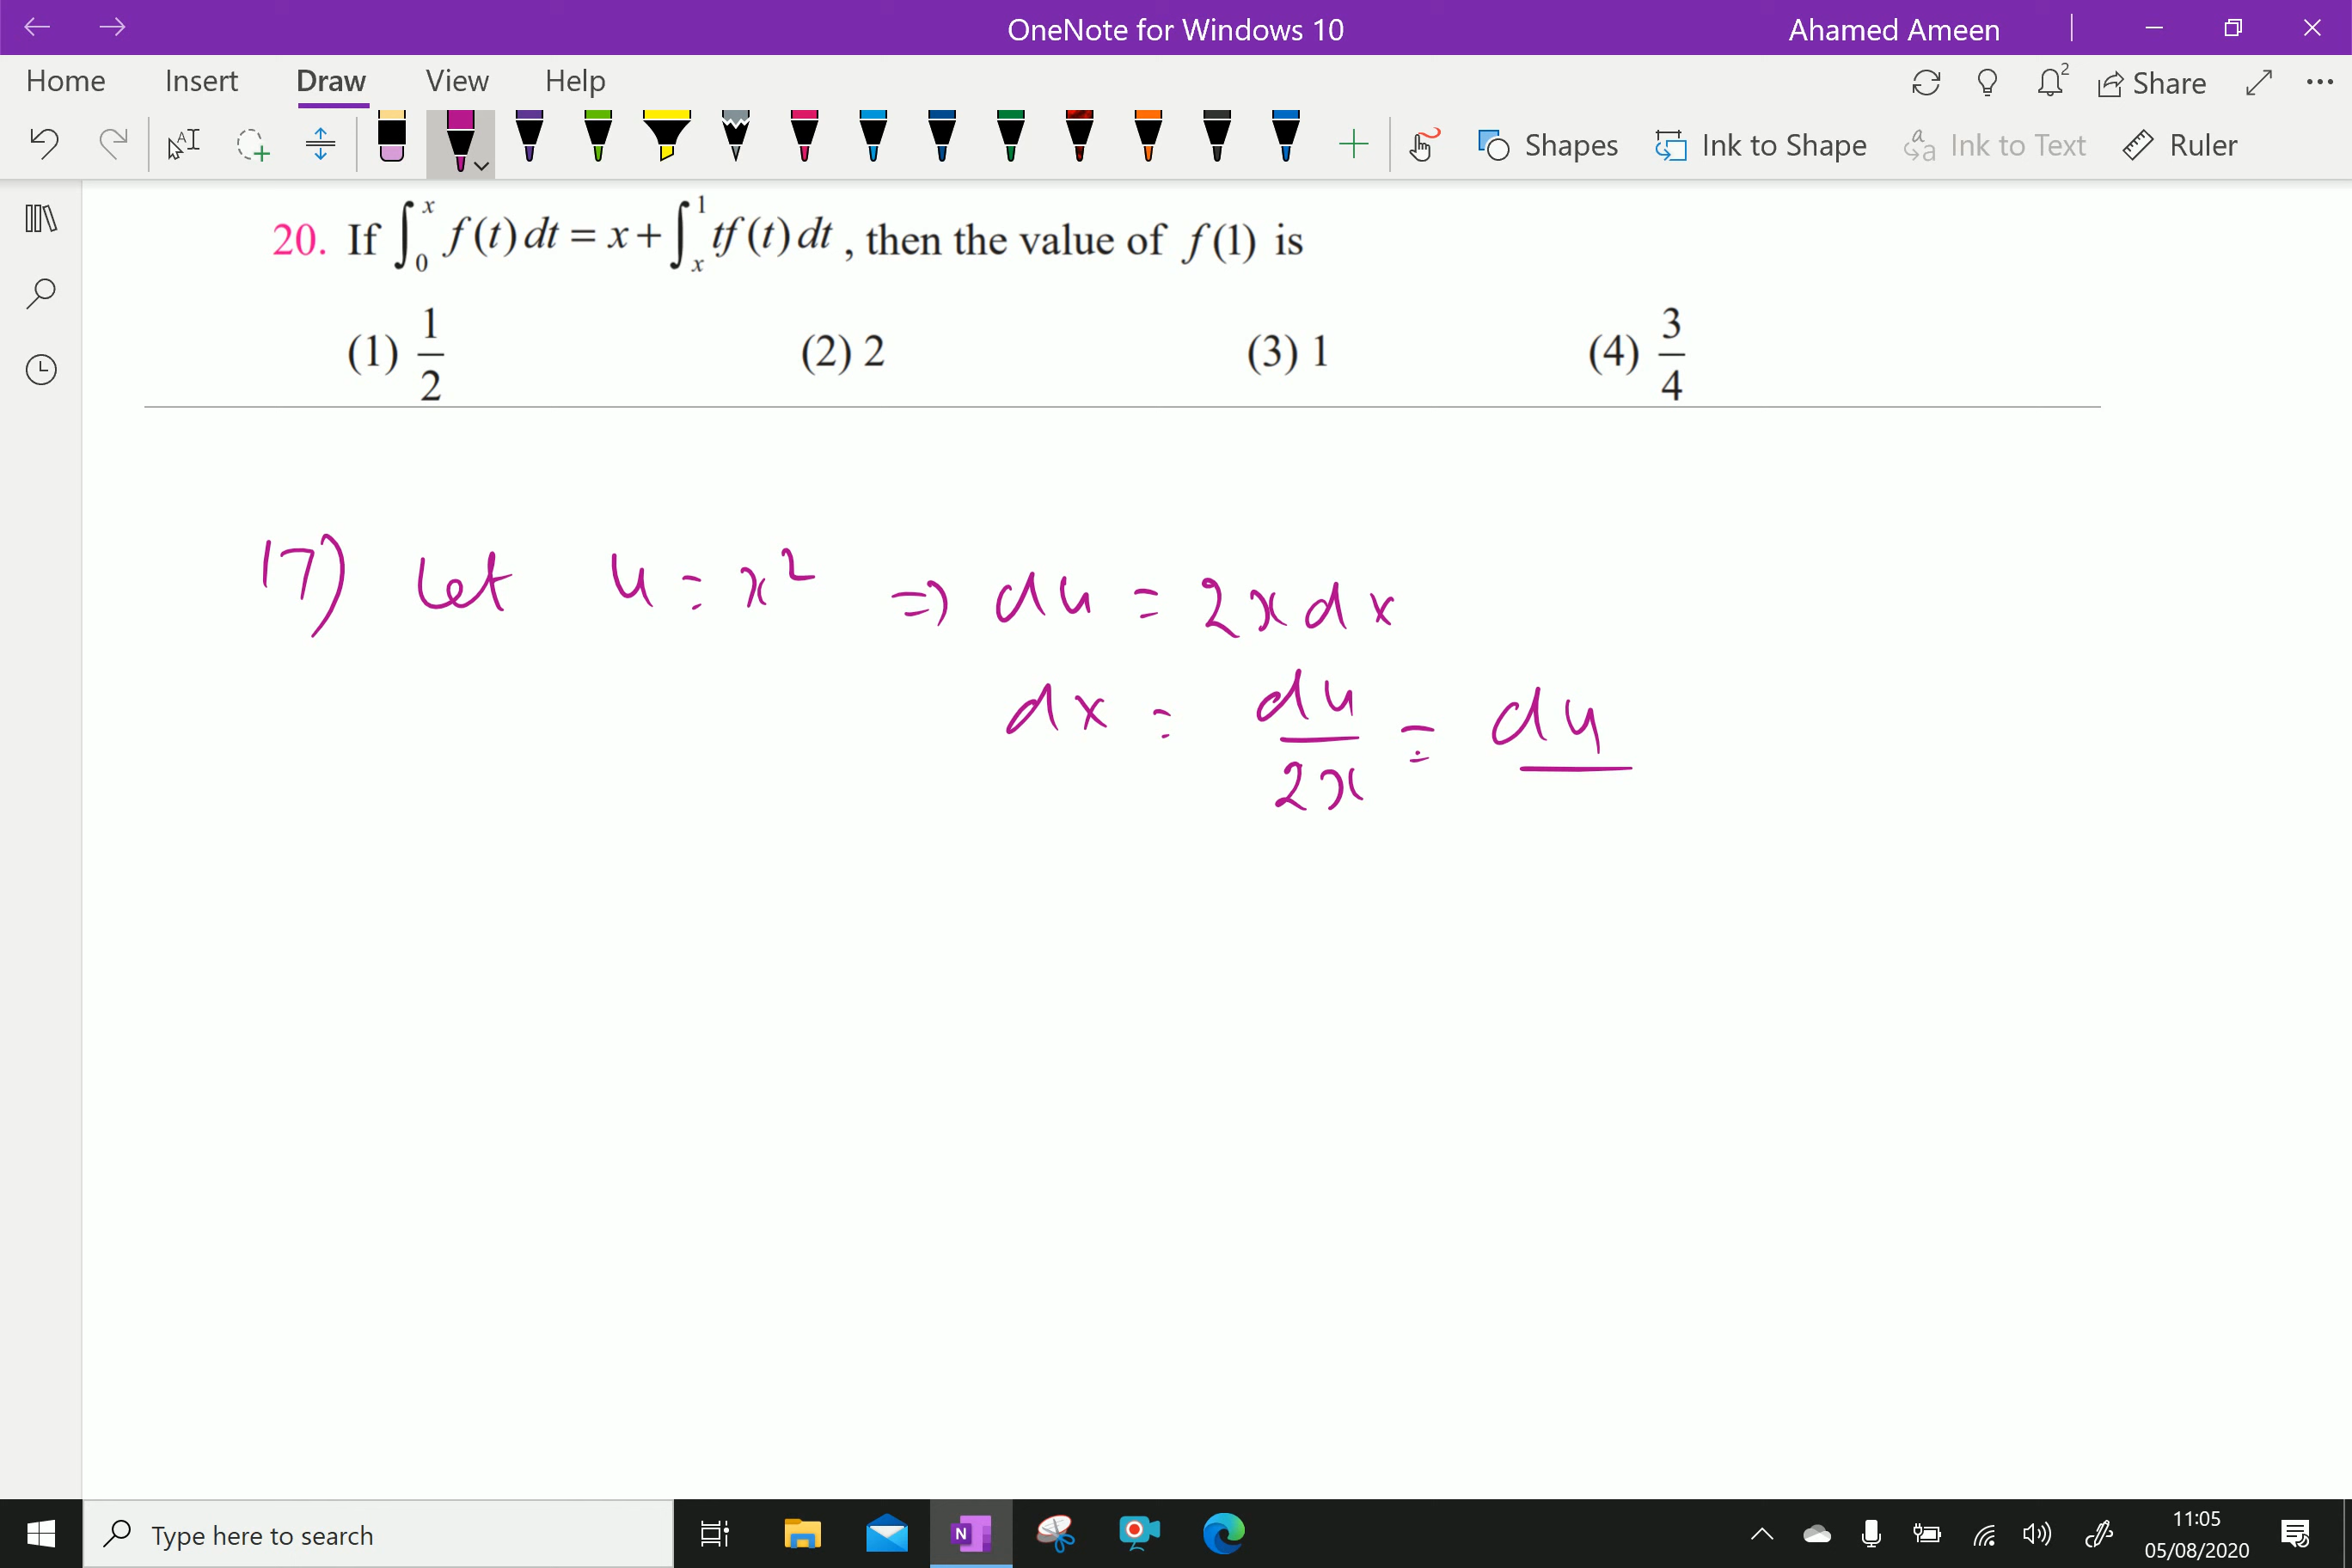 OneNote for Windows 10 Ahamed Ameen
Home Insert Draw View Help 2 Share
Shapes Ink to Shape Ink to Text Ruler
20. If ∫₀ˣ f(t)dt = x + ∫ₓ¹ tf(t)dt , then the value of f(1) is
(1) 1/2 (2) 2 (3) 1 (4) 3/4
17) Let u = x² ⇒ du = 2x dx
dx = du/2x = du
Type here to search N 11:05
05/08/2020